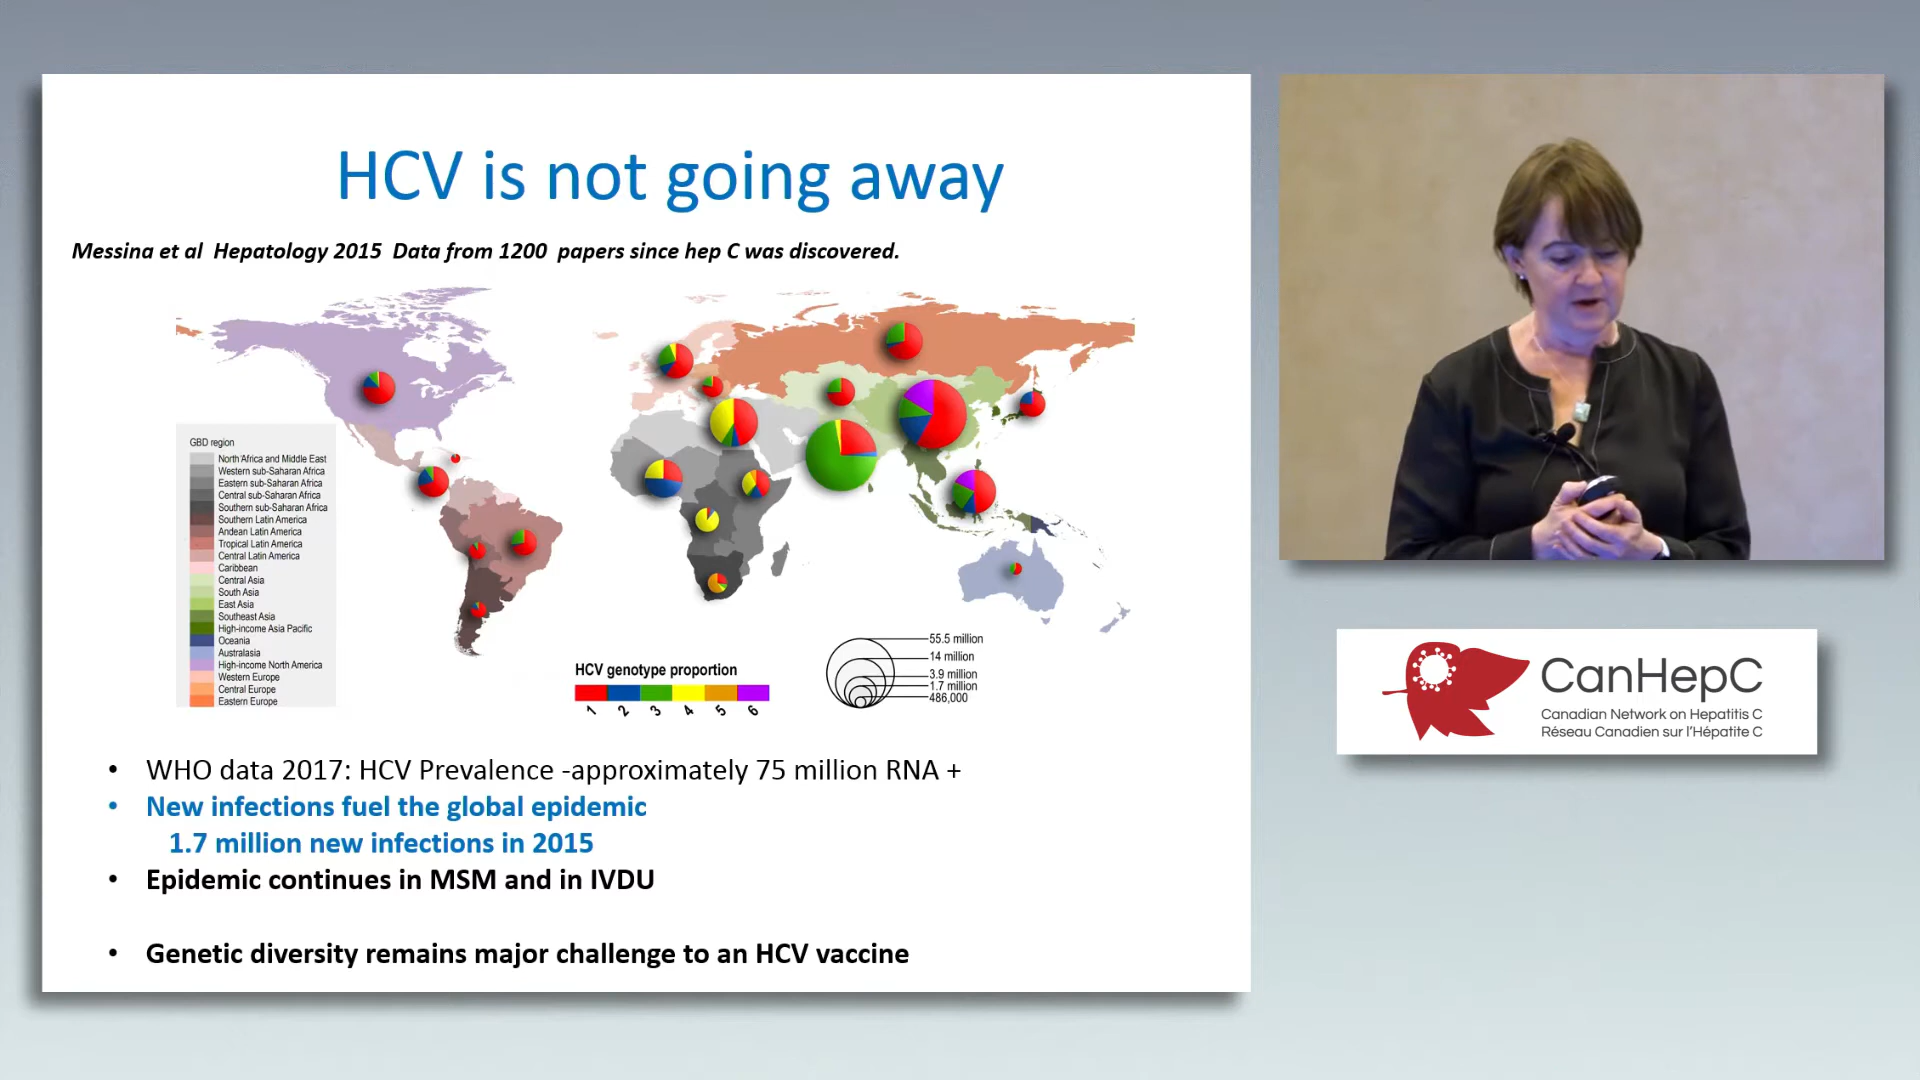 HCV is not going away
Messina et al Hepatology 2015 Data from 1200 papers since hep C was discovered.
GBD region
North Africa and Middle East
Western sub-Saharan Africa
Eastern sub-Saharan Africa
Central sub-Saharan Africa
Southern sub-Saharan Africa
Southern Latin America
Andean Latin America
Tropical Latin America
Central Latin America
Caribbean
Central Asia
South Asia
East Asia
Southeast Asia
High-income Asia Pacific
Oceania
Australasia
High-income North America
Western Europe
Central Europe
Eastern Europe
HCV genotype proportion
1 2 3 4 5 6
55.5 million
14 million
3.9 million
1.7 million
486,000
• WHO data 2017: HCV Prevalence -approximately 75 million RNA +
• New infections fuel the global epidemic
1.7 million new infections in 2015
• Epidemic continues in MSM and in IVDU
• Genetic diversity remains major challenge to an HCV vaccine
CanHepC
Canadian Network on Hepatitis C
Réseau Canadien sur l'Hépatite C